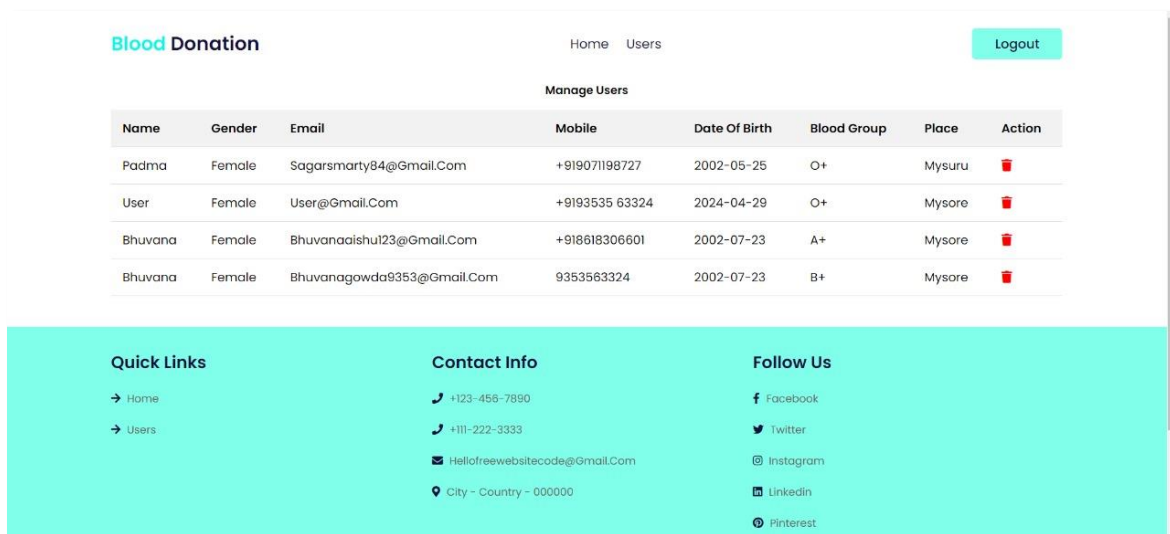 Blood Donation Home Users Logout
Manage Users
Name Gender Email Mobile Date Of Birth Blood Group Place Action
Padma Female Sagarsmarty84@Gmail.Com +919071198727 2002-05-25 O+ Mysuru
User Female User@Gmail.Com +9193535 63324 2024-04-29 O+ Mysore
Bhuvana Female Bhuvanaaishu123@Gmail.Com +918618306601 2002-07-23 A+ Mysore
Bhuvana Female Bhuvanagowda9353@Gmail.Com 9353563324 2002-07-23 B+ Mysore
Quick Links
Home
Users
Contact Info
+123-456-7890
+111-222-3333
Hellofreewebsitecode@Gmail.Com
City - Country - 000000
Follow Us
Facebook
Twitter
Instagram
Linkedin
Pinterest